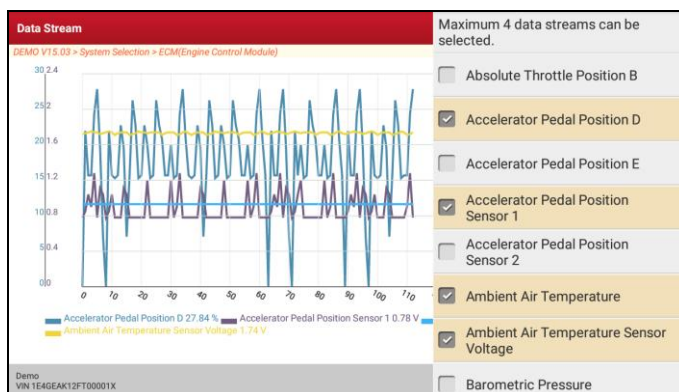 Data Stream
DEMO V15.03 > System Selection > ECM(Engine Control Module)
30 2.4
25 2
20 1.6
15 1.2
10 0.8
5 0.4
0 0
0 10 20 30 40 50 60 70 80 90 100 110
Accelerator Pedal Position D 27.84 % Accelerator Pedal Position Sensor 1 0.78 V
Ambient Air Temperature Sensor Voltage 1.74 V
Demo
VIN 1E4GEAK12FT00001X
Maximum 4 data streams can be
selected.
Absolute Throttle Position B
Accelerator Pedal Position D
Accelerator Pedal Position E
Accelerator Pedal Position
Sensor 1
Accelerator Pedal Position
Sensor 2
Ambient Air Temperature
Ambient Air Temperature Sensor
Voltage
Barometric Pressure